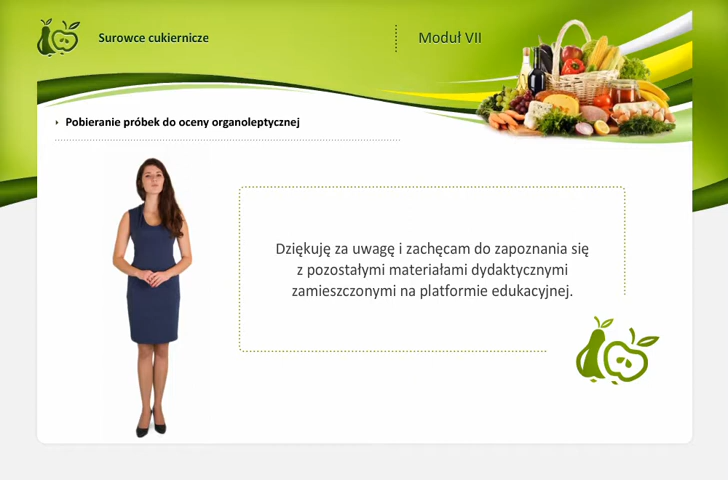 Surowce cukiernicze
Moduł VII
Pobieranie próbek do oceny organoleptycznej
Dziękuję za uwagę i zachęcam do zapoznania się
z pozostałymi materiałami dydaktycznymi
zamieszczonymi na platformie edukacyjnej.